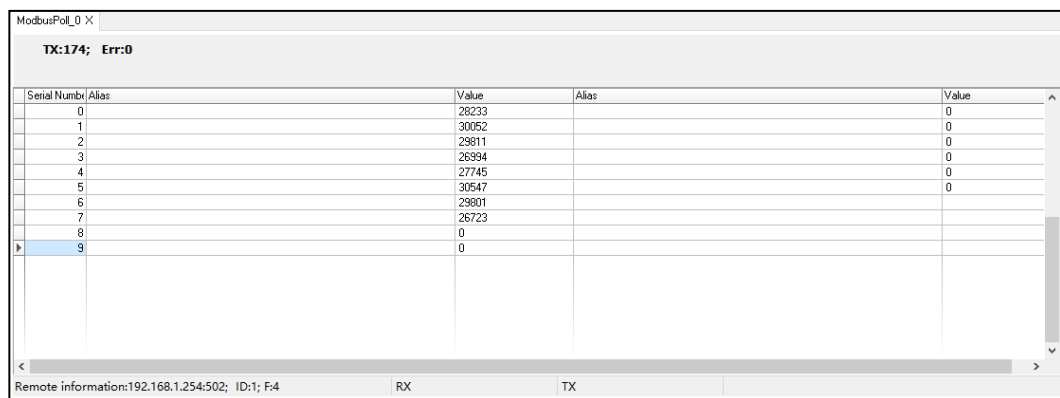 ModbusPoll_0 X
TX:174; Err:0
Serial Numbe Alias Value Alias Value
0 28233 0
1 30052 0
2 29811 0
3 26994 0
4 27745 0
5 30547 0
6 29801
7 26723
8 0
9 0
Remote information:192.168.1.254:502; ID:1; F:4 RX TX